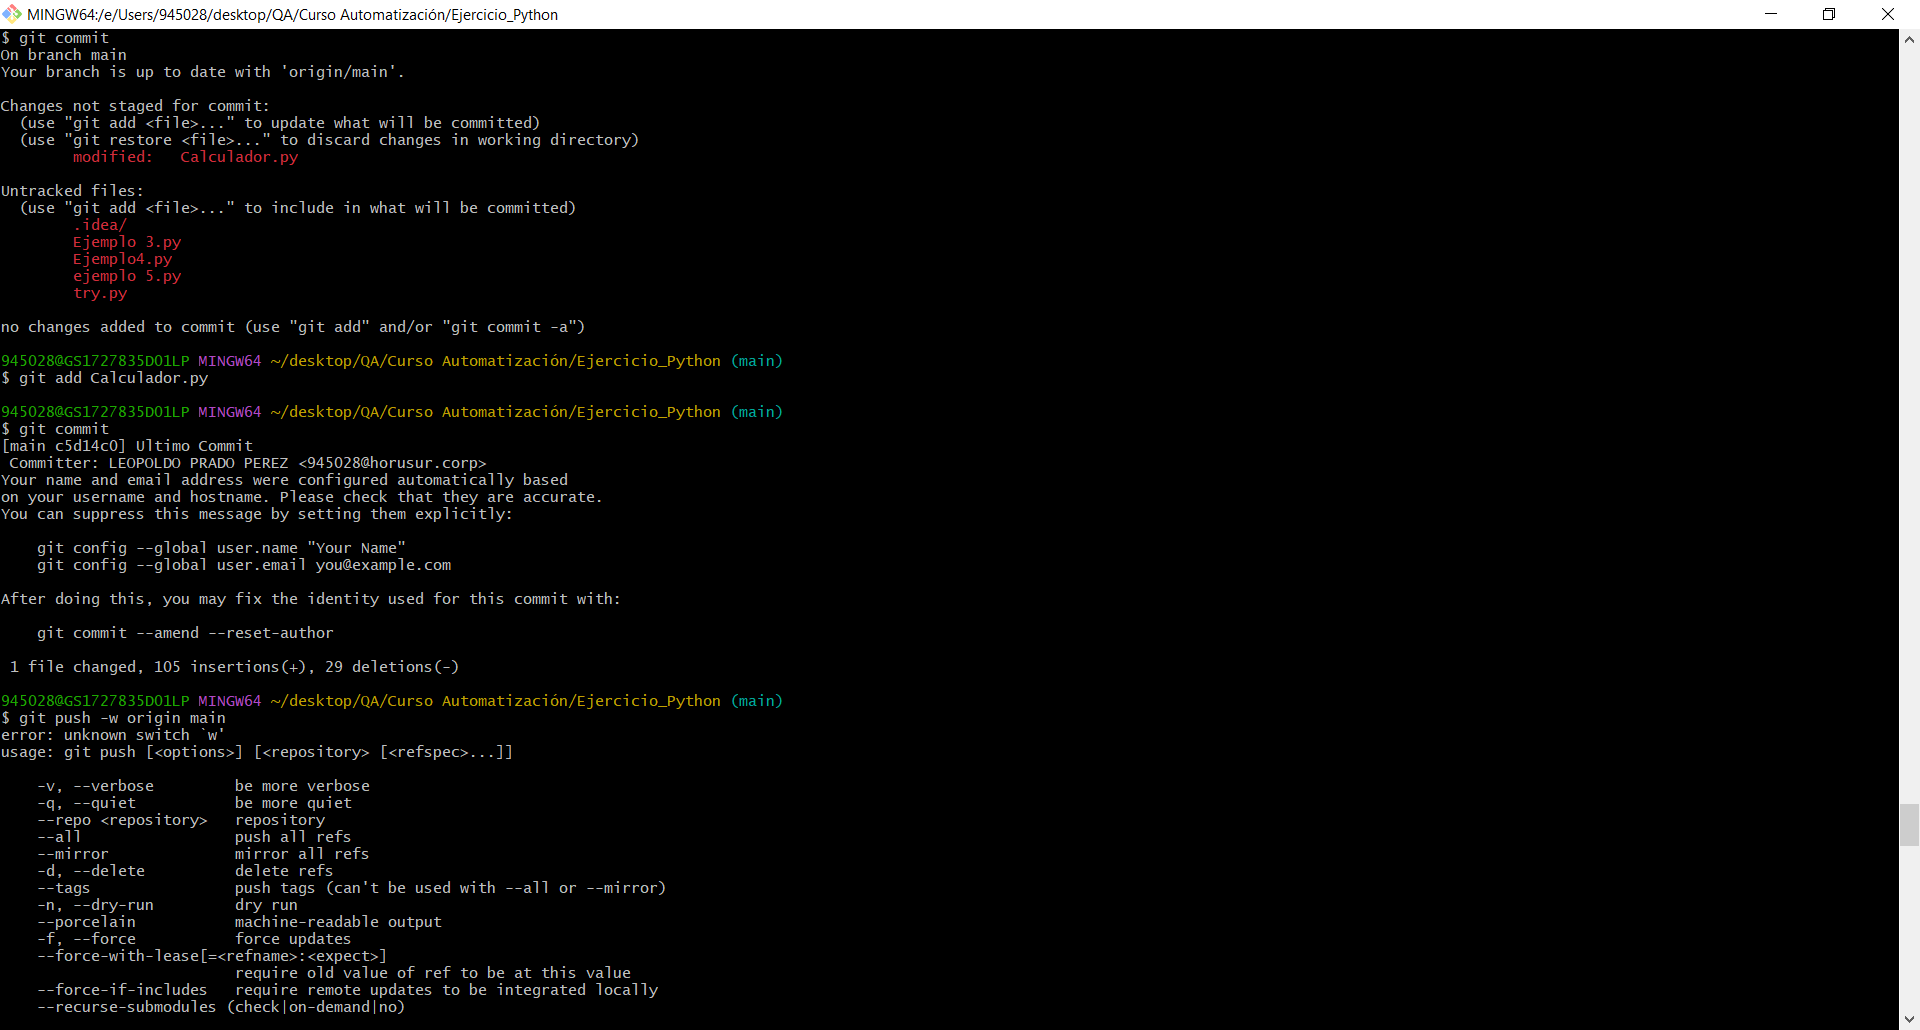 MINGW64:/e/Users/945028/desktop/QA/Curso Automatización/Ejercicio_Python
$ git commit
On branch main
Your branch is up to date with 'origin/main'.
Changes not staged for commit:
  (use "git add <file>..." to update what will be committed)
  (use "git restore <file>..." to discard changes in working directory)
        modified:   Calculador.py
Untracked files:
  (use "git add <file>..." to include in what will be committed)
        .idea/
        Ejemplo 3.py
        Ejemplo4.py
        ejemplo 5.py
        try.py
no changes added to commit (use "git add" and/or "git commit -a")
945028@GS1727835D01LP MINGW64 ~/desktop/QA/Curso Automatización/Ejercicio_Python (main)
$ git add Calculador.py
945028@GS1727835D01LP MINGW64 ~/desktop/QA/Curso Automatización/Ejercicio_Python (main)
$ git commit
[main c5d14c0] Ultimo Commit
 Committer: LEOPOLDO PRADO PEREZ <945028@horusur.corp>
Your name and email address were configured automatically based
on your username and hostname. Please check that they are accurate.
You can suppress this message by setting them explicitly:
    git config --global user.name "Your Name"
    git config --global user.email you@example.com
After doing this, you may fix the identity used for this commit with:
    git commit --amend --reset-author
 1 file changed, 105 insertions(+), 29 deletions(-)
945028@GS1727835D01LP MINGW64 ~/desktop/QA/Curso Automatización/Ejercicio_Python (main)
$ git push -w origin main
error: unknown switch `w'
usage: git push [<options>] [<repository> [<refspec>...]]
    -v, --verbose         be more verbose
    -q, --quiet           be more quiet
    --repo <repository>   repository
    --all                 push all refs
    --mirror              mirror all refs
    -d, --delete          delete refs
    --tags                push tags (can't be used with --all or --mirror)
    -n, --dry-run         dry run
    --porcelain           machine-readable output
    -f, --force           force updates
    --force-with-lease[=<refname>:<expect>]
                          require old value of ref to be at this value
    --force-if-includes   require remote updates to be integrated locally
    --recurse-submodules (check|on-demand|no)